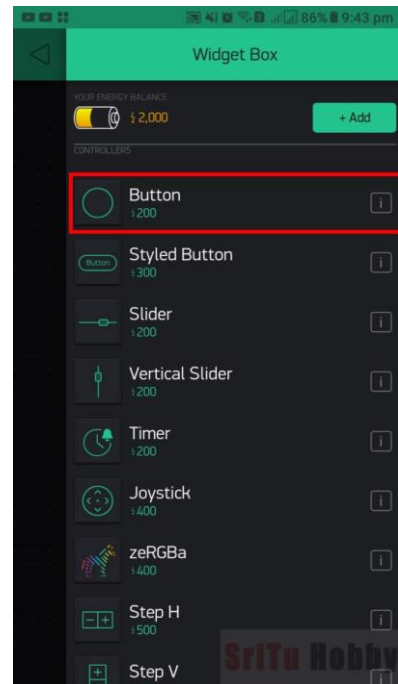 86% 9:43 pm
Widget Box
YOUR ENERGY BALANCE
2,000
+ Add
CONTROLLERS
Button
200
Button
Styled Button
300
Slider
200
Vertical Slider
200
Timer
200
Joystick
400
zeRGBa
400
Step H
500
Step V
SriTu Hobby